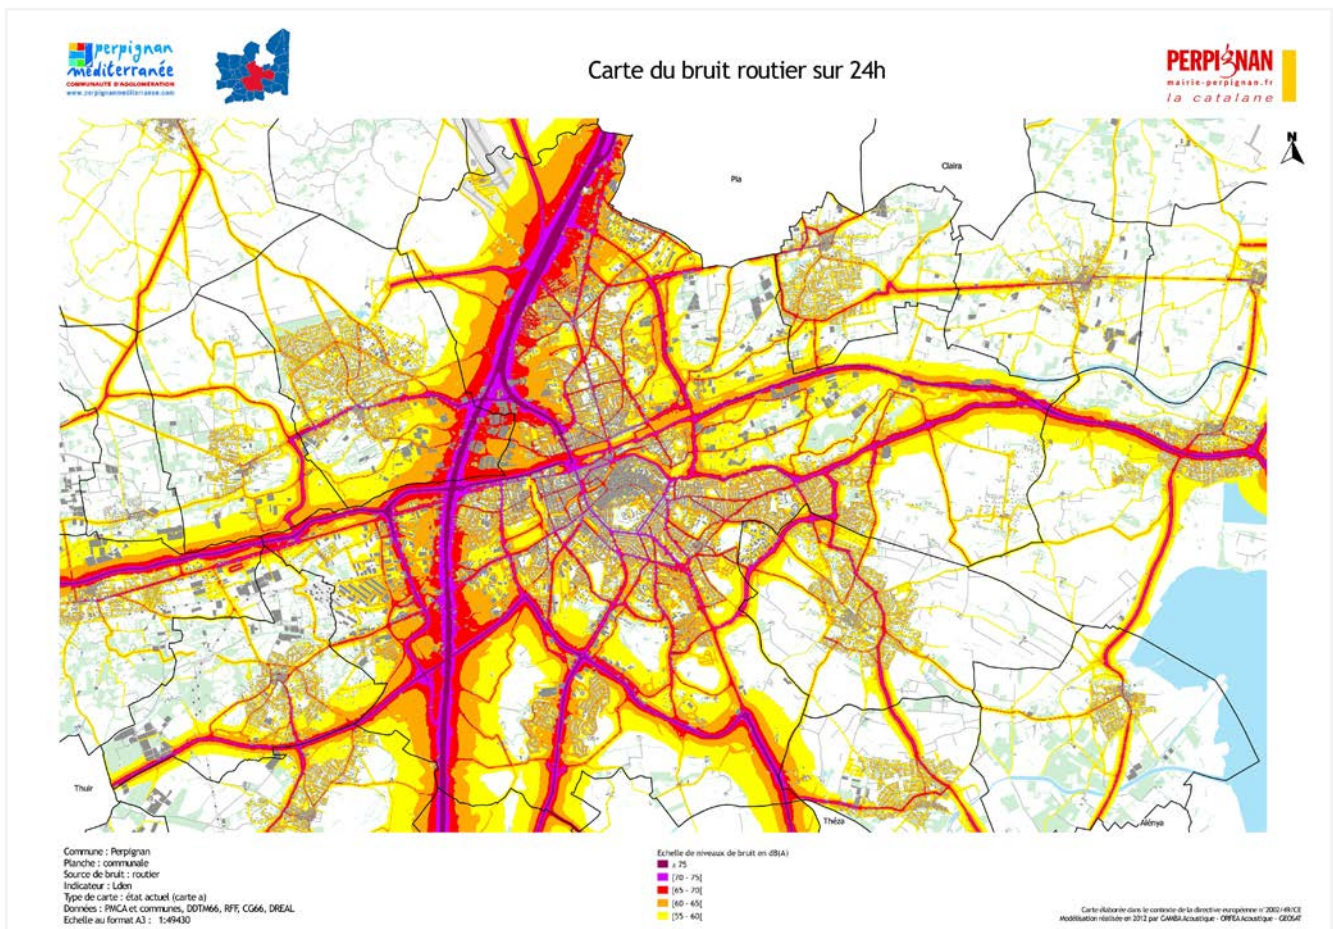 perpignan
méditerranée
COMMUNAUTÉ D'AGGLOMÉRATION
www.perpignanmediterranee.com
Carte du bruit routier sur 24h
PERPIGNAN
mairie-perpignan.fr
la catalane
N
Pia
Claira
Thuir
Théza
Alénya
Commune : Perpignan
Planche : communale
Source de bruit : routier
Indicateur : Lden
Type de carte : état actuel (carte a)
Données : PMCA et communes, DDTM66, RFF, CG66, DREAL
Echelle au format A3 : 1:49430
Echelle de niveaux de bruit en dB(A)
≥ 75
[70 - 75[
[65 - 70[
[60 - 65[
[55 - 60[
Carte élaborée dans le contexte de la directive européenne n°2002/49/CE
Modélisation réalisée en 2012 par GAMBA Acoustique - ORFEA Acoustique - GEOSAT